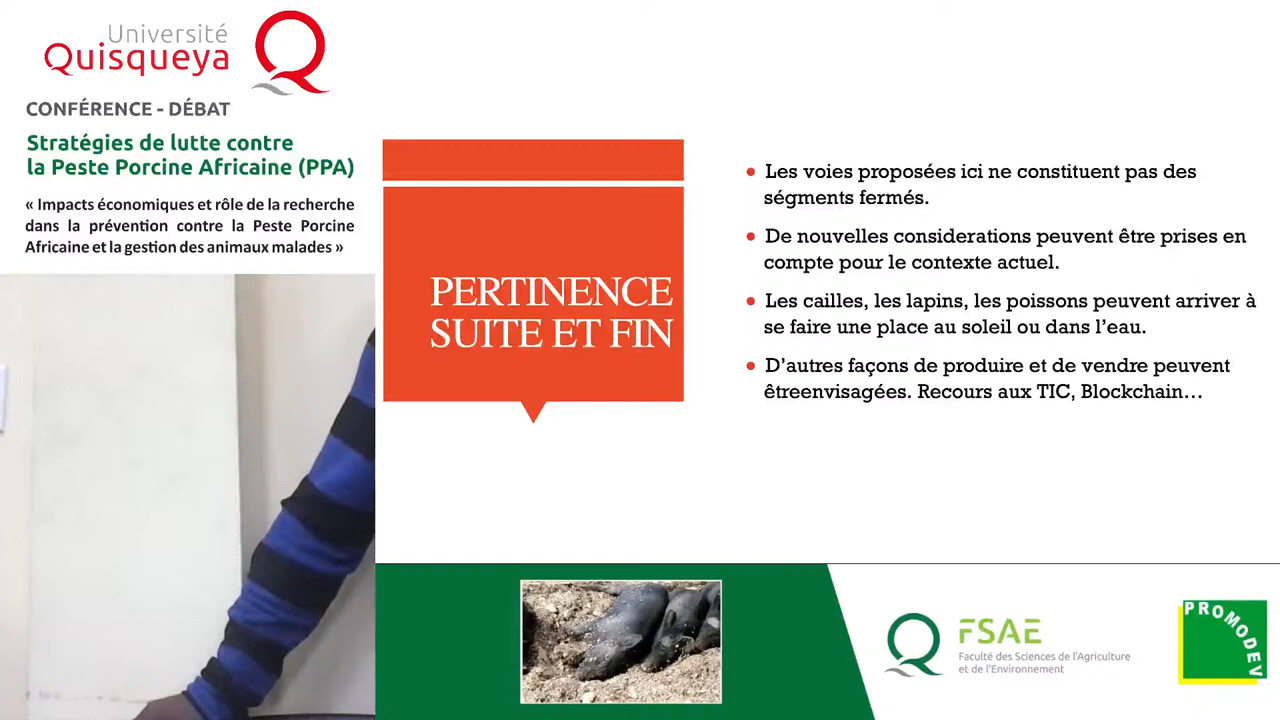 Université
Quisqueya
CONFÉRENCE - DÉBAT
Stratégies de lutte contre
la Peste Porcine Africaine (PPA)
« Impacts économiques et rôle de la recherche
dans la prévention contre la Peste Porcine
Africaine et la gestion des animaux malades »
PERTINENCE
SUITE ET FIN
• Les voies proposées ici ne constituent pas des
ségments fermés.
• De nouvelles considerations peuvent être prises en
compte pour le contexte actuel.
• Les cailles, les lapins, les poissons peuvent arriver à
se faire une place au soleil ou dans l'eau.
• D'autres façons de produire et de vendre peuvent
êtreenvisagées. Recours aux TIC, Blockchain…
FSAE
Faculté des Sciences de l'Agriculture
et de l'Environnement
PROMODEV